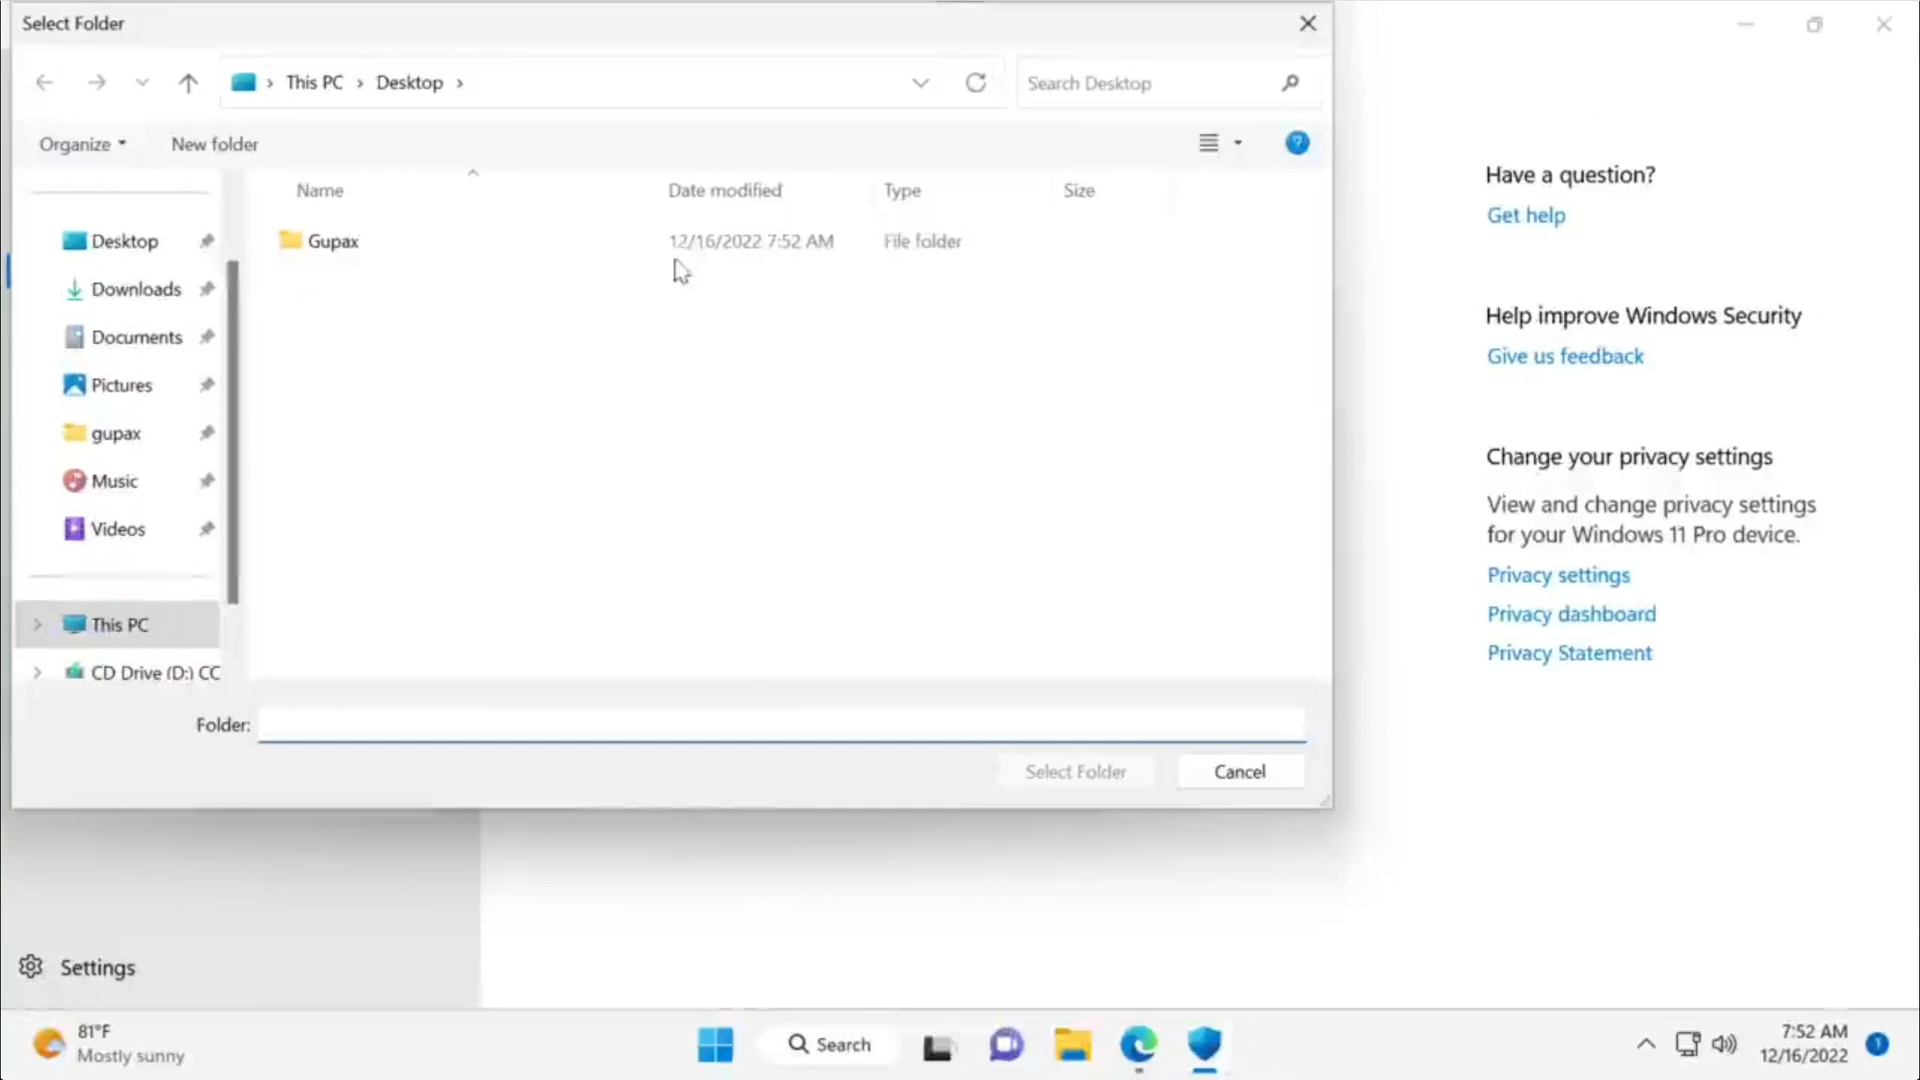 Select Folder
This PC > Desktop >
Search Desktop
Organize
New folder
Name
Date modified
Type
Size
Gupax
12/16/2022 7:52 AM
File folder
Desktop
Downloads
Documents
Pictures
gupax
Music
Videos
This PC
CD Drive (D:) CC
Folder:
Select Folder
Cancel
Have a question?
Get help
Help improve Windows Security
Give us feedback
Change your privacy settings
View and change privacy settings
for your Windows 11 Pro device.
Privacy settings
Privacy dashboard
Privacy Statement
Settings
81°F
Mostly sunny
Search
7:52 AM
12/16/2022
1